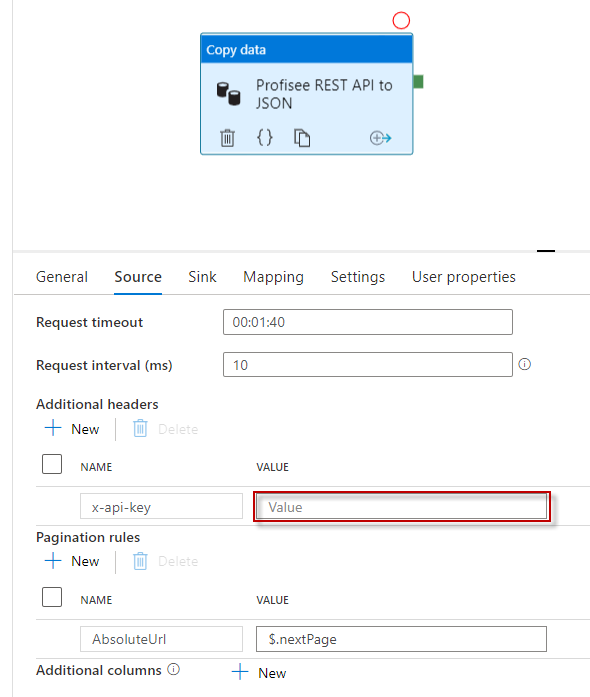 Copy data
Profisee REST API to
JSON
General Source Sink Mapping Settings User properties
Request timeout 00:01:40
Request interval (ms) 10
Additional headers
New Delete
NAME VALUE
x-api-key Value
Pagination rules
New Delete
NAME VALUE
AbsoluteUrl $.nextPage
Additional columns New